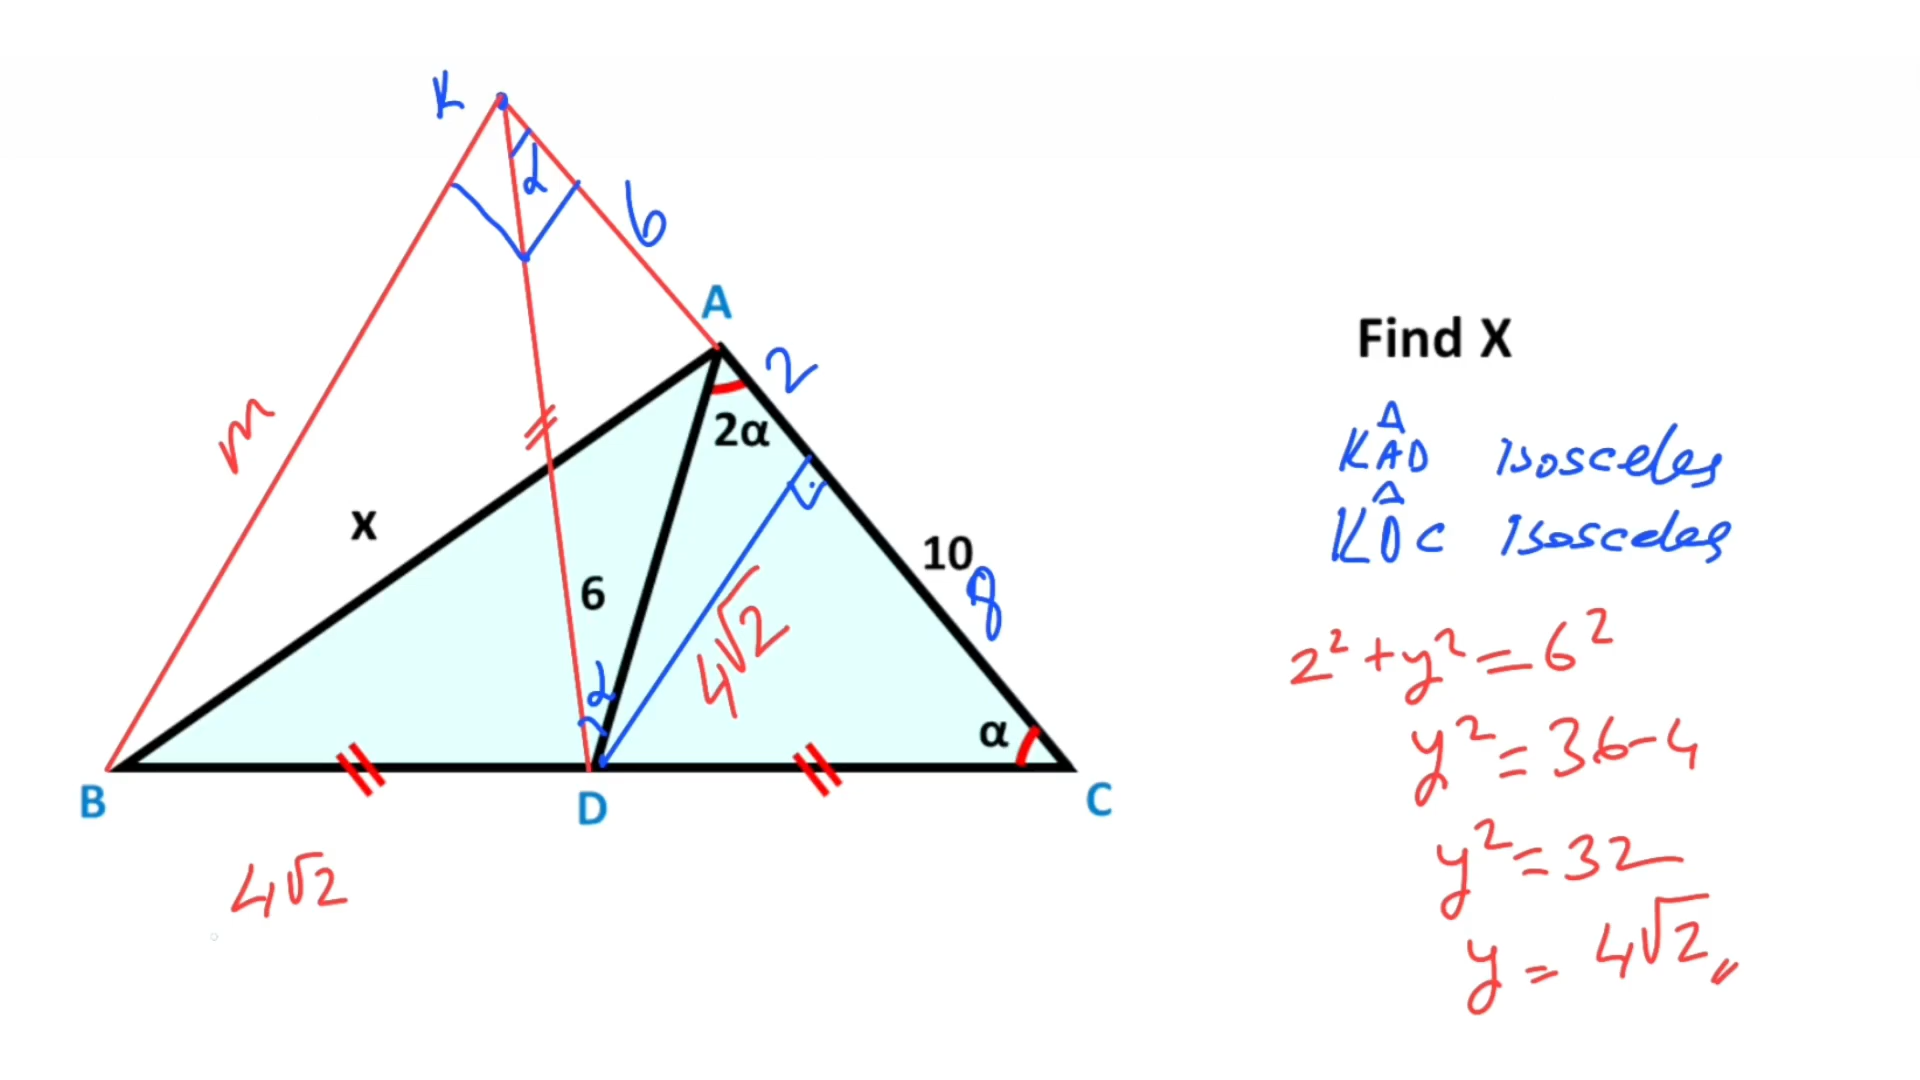 K
α
6
A
2
2α
m
x
10
8
6
4√2
α
α
B
D
C
4√2
Find X
KAD isosceles
KDC isosceles
2² + y² = 6²
y² = 36 - 4
y² = 32
y = 4√2